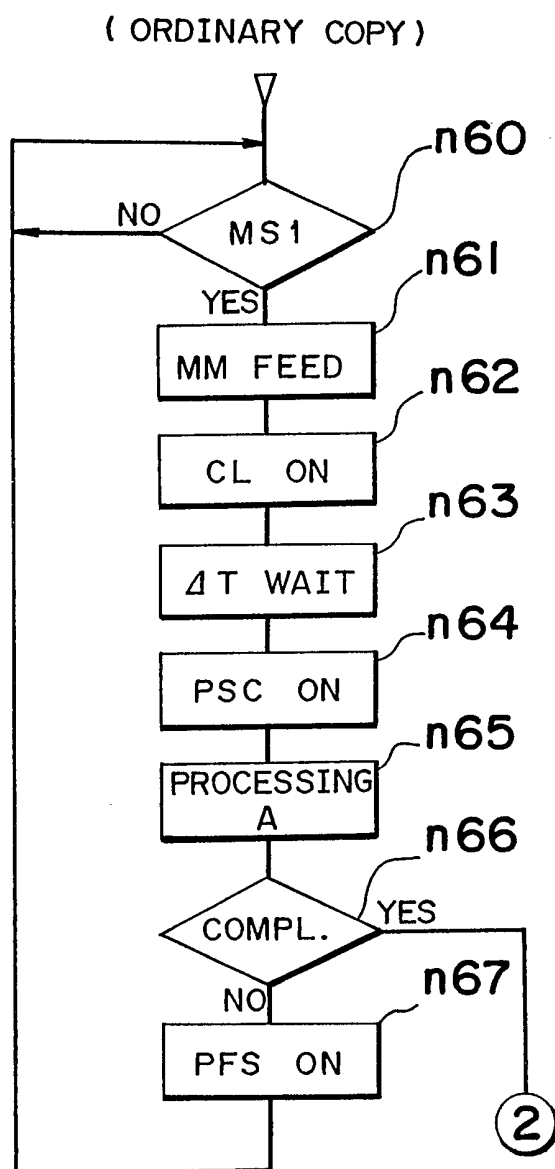 ( ORDINARY COPY )
n60
NO
MS1
YES
n61
MM FEED
n62
CL ON
n63
ΔT WAIT
n64
PSC ON
n65
PROCESSING
A
n66
COMPL.
YES
NO
n67
PFS ON
2